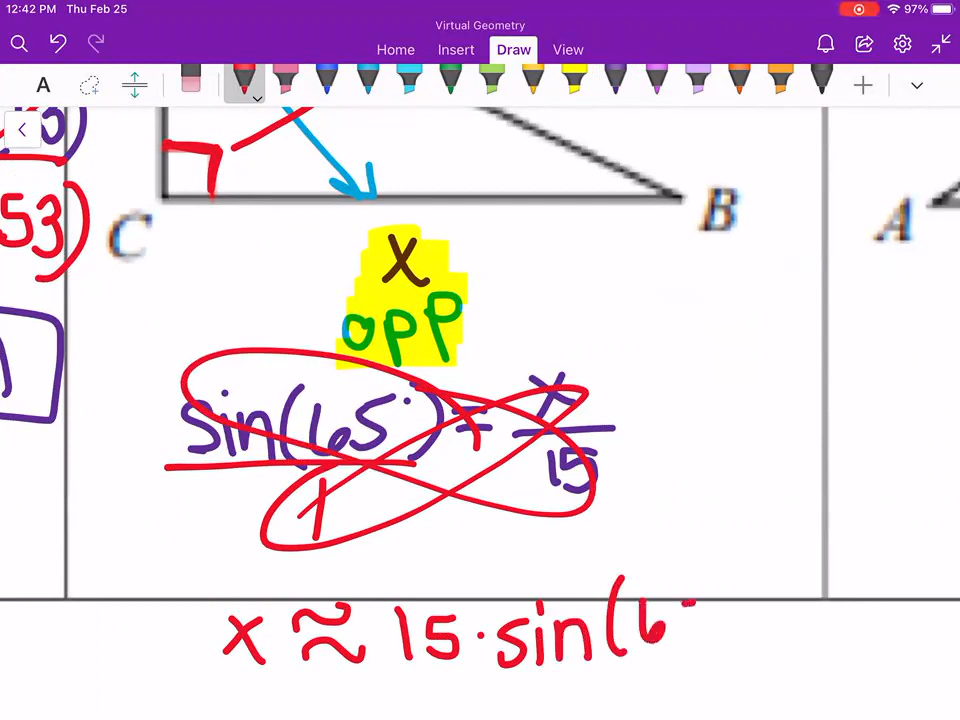 12:42 PM Thu Feb 25
97%
Virtual Geometry
Home Insert Draw View
A
53)
C
B
A
x
opp
sin(65°) = x/15
1
x ≈ 15·sin(6